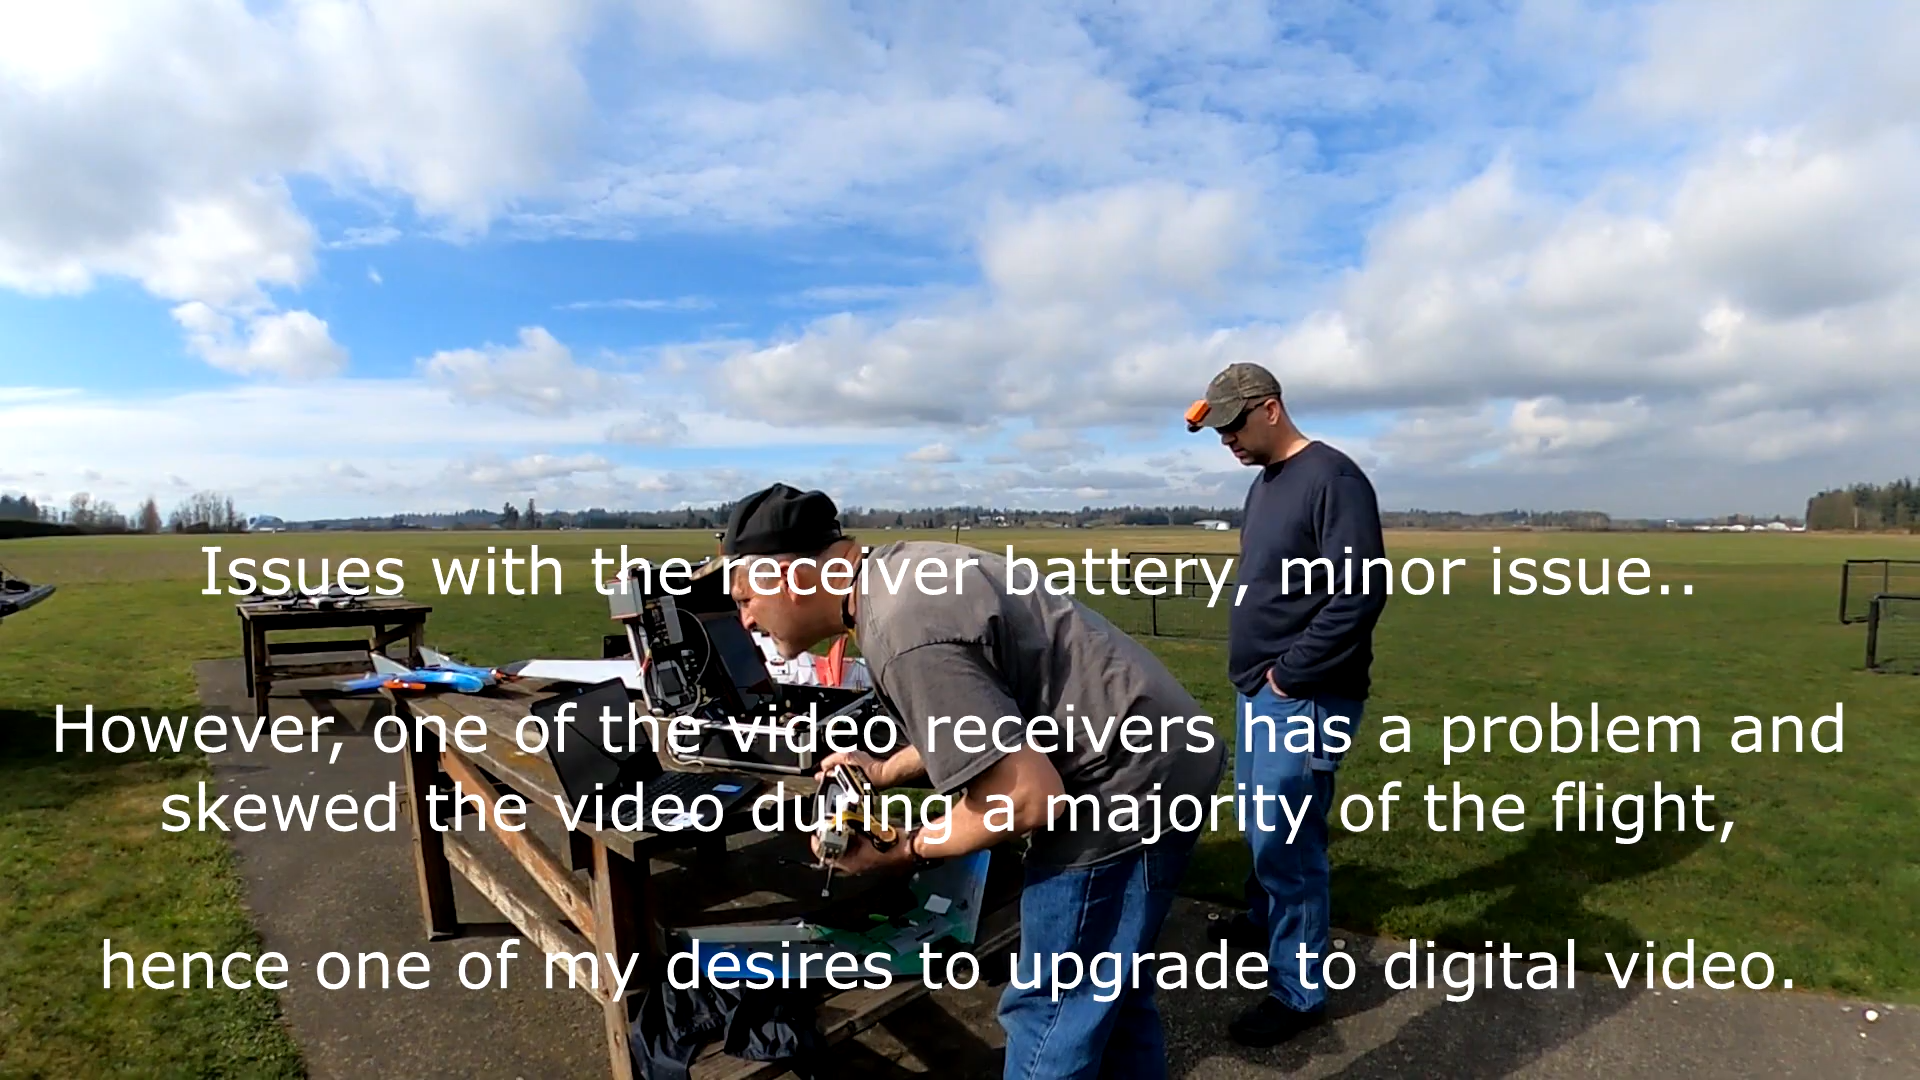 Issues with the receiver battery, minor issue..
However, one of the video receivers has a problem and
skewed the video during a majority of the flight,
hence one of my desires to upgrade to digital video.